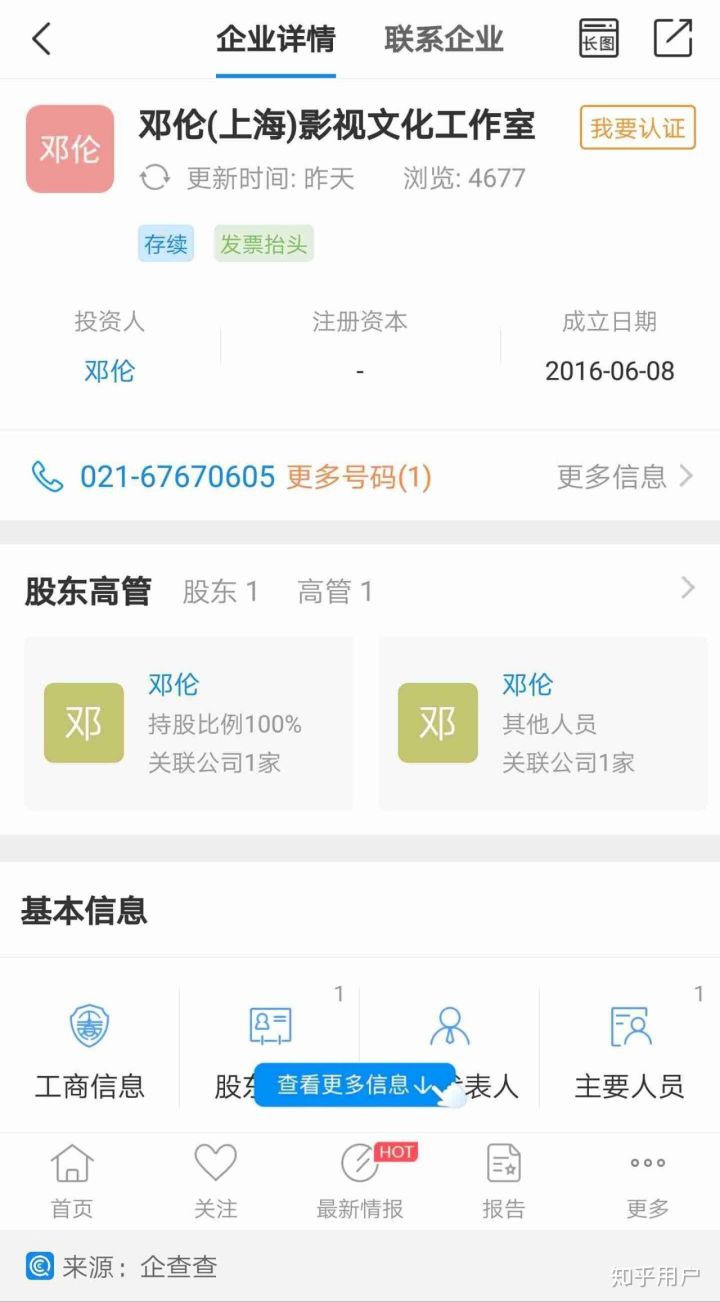 企业详情 联系企业 长图
邓伦 邓伦(上海)影视文化工作室 我要认证
更新时间: 昨天 浏览: 4677
存续 发票抬头
投资人 注册资本 成立日期
邓伦 - 2016-06-08
021-67670605 更多号码(1) 更多信息
股东高管 股东 1 高管 1
邓 邓伦 邓 邓伦
持股比例100% 其他人员
关联公司1家 关联公司1家
基本信息
1 1
工商信息 股东 查看更多信息 表人 主要人员
HOT
首页 关注 最新情报 报告 更多
来源：企查查
知乎用户